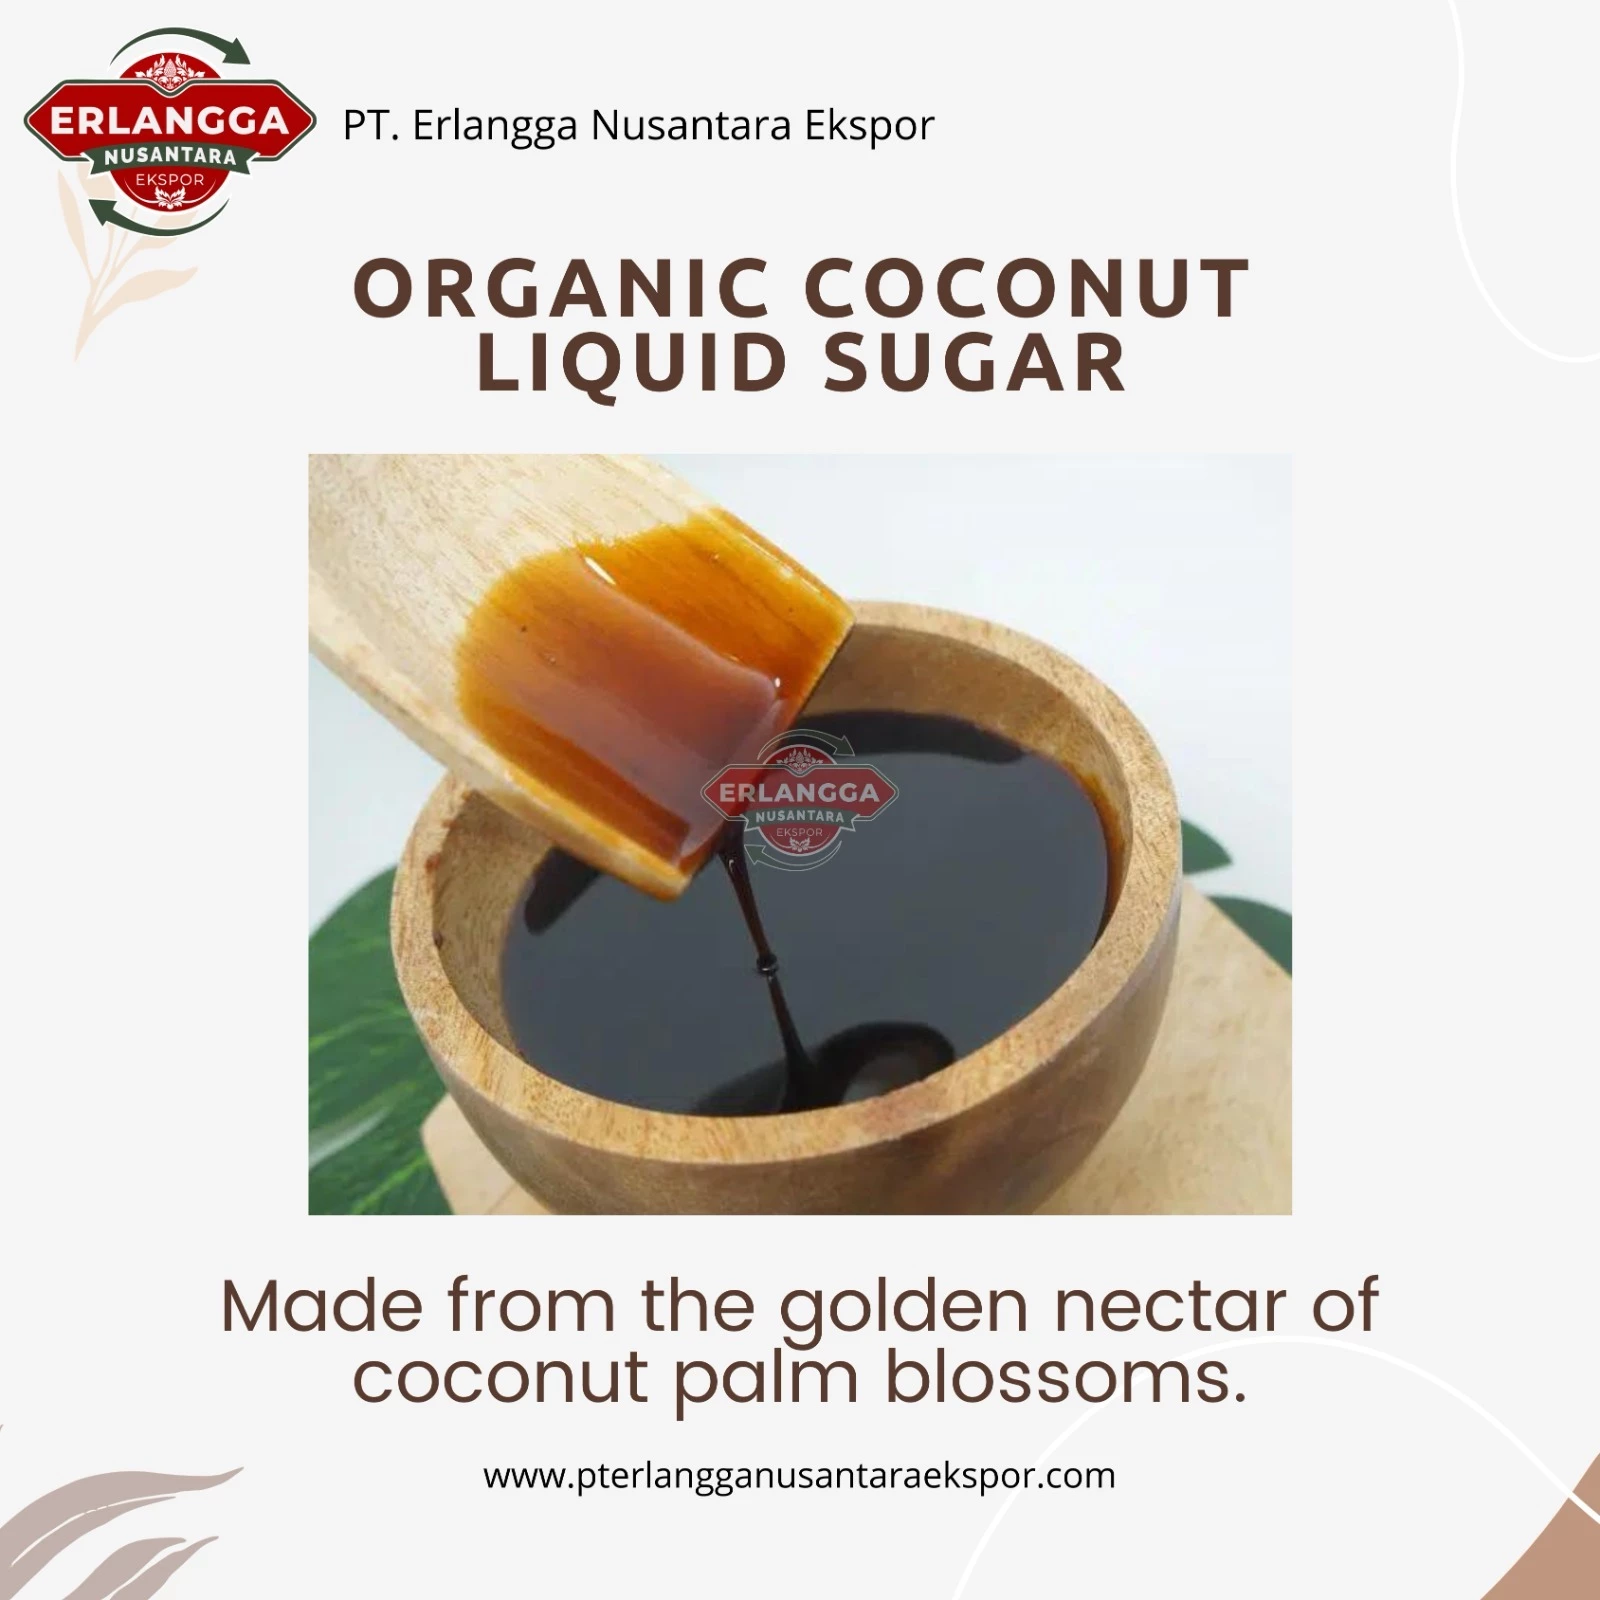 ERLANGGA
NUSANTARA
EKSPOR
PT. Erlangga Nusantara Ekspor
ORGANIC COCONUT
LIQUID SUGAR
ERLANGGA
NUSANTARA
EKSPOR
Made from the golden nectar of
coconut palm blossoms.
www.pterlangganusantaraekspor.com